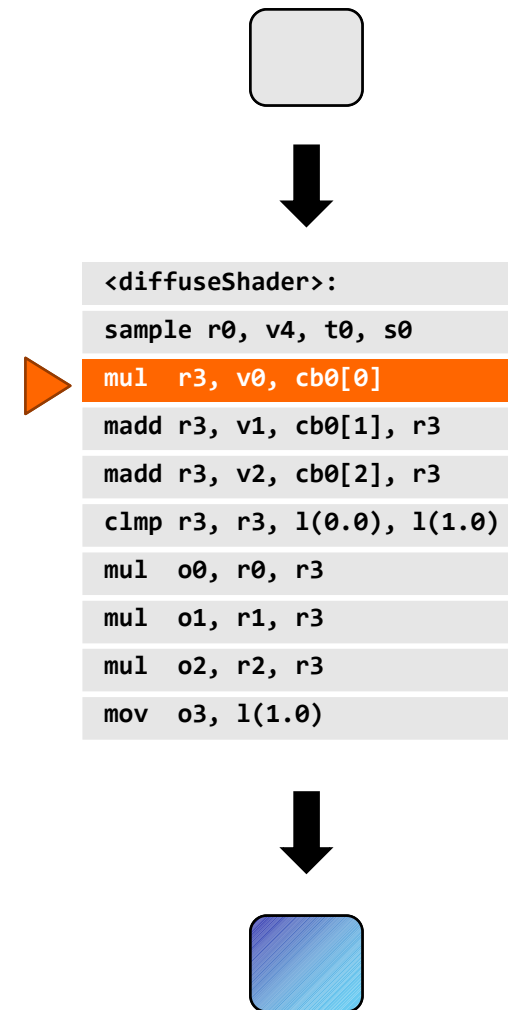 <diffuseShader>:
sample r0, v4, t0, s0
mul  r3, v0, cb0[0]
madd r3, v1, cb0[1], r3
madd r3, v2, cb0[2], r3
clmp r3, r3, l(0.0), l(1.0)
mul  o0, r0, r3
mul  o1, r1, r3
mul  o2, r2, r3
mov  o3, l(1.0)